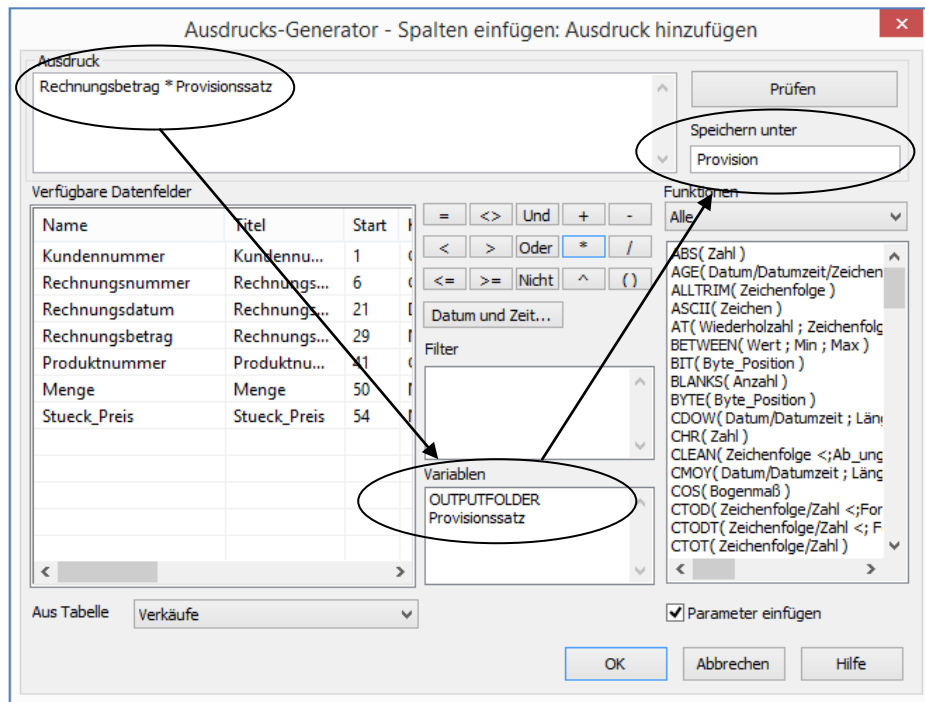 Ausdrucks-Generator - Spalten einfügen: Ausdruck hinzufügen
Ausdruck
Rechnungsbetrag * Provisionssatz
Prüfen
Speichern unter
Provision
Verfügbare Datenfelder
Name Titel Start
Kundennummer Kundennu... 1
Rechnungsnummer Rechnungs... 6
Rechnungsdatum Rechnungs... 21
Rechnungsbetrag Rechnungs... 29
Produktnummer Produktnu... 41
Menge Menge 50
Stueck_Preis Stueck_Preis 54
Aus Tabelle Verkäufe
= <> Und + -
< > Oder * /
<= >= Nicht ^ ( )
Datum und Zeit...
Filter
Variablen
OUTPUTFOLDER
Provisionssatz
Funktionen
Alle
ABS( Zahl )
AGE( Datum/Datumzeit/Zeichen
ALLTRIM( Zeichenfolge )
ASCII( Zeichen )
AT( Wiederholzahl ; Zeichenfolg
BETWEEN( Wert ; Min ; Max )
BIT( Byte_Position )
BLANKS( Anzahl )
BYTE( Byte_Position )
CDOW( Datum/Datumzeit ; Läng
CHR( Zahl )
CLEAN( Zeichenfolge <;Ab_ung
CMOY( Datum/Datumzeit ; Läng
COS( Bogenmaß )
CTOD( Zeichenfolge/Zahl <;For
CTODT( Zeichenfolge/Zahl <; F
CTOT( Zeichenfolge/Zahl )
Parameter einfügen
OK Abbrechen Hilfe